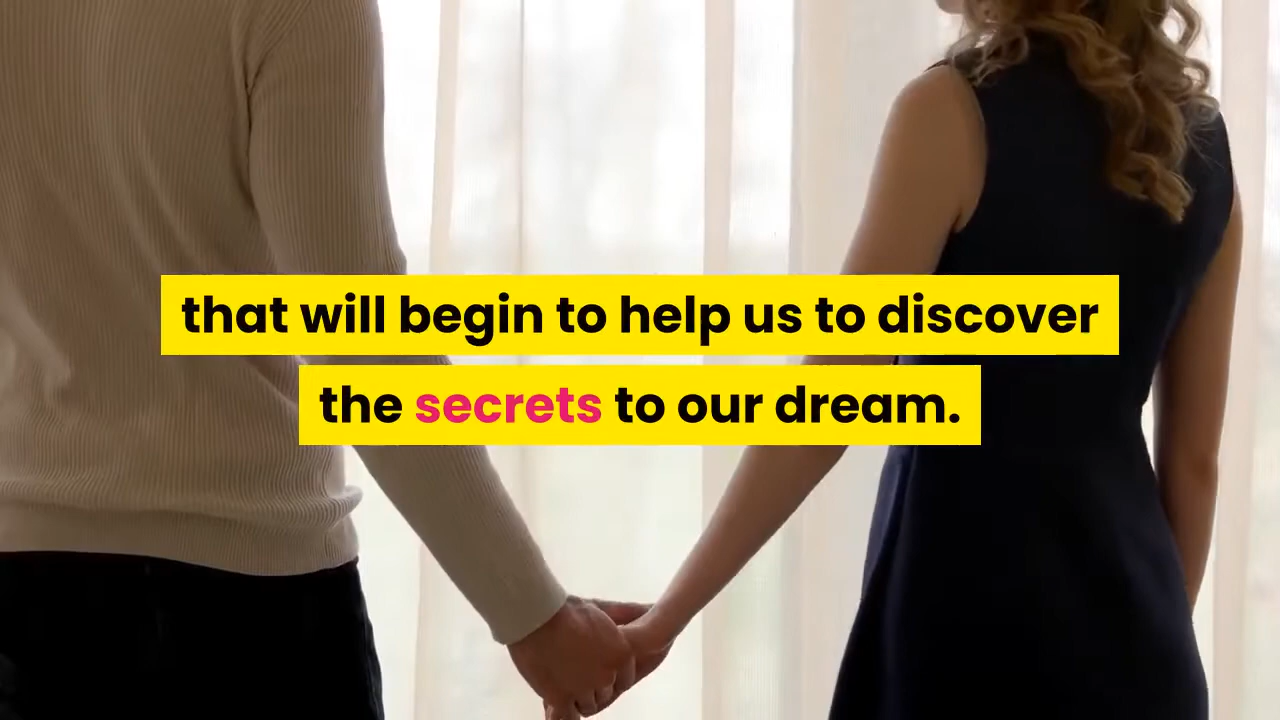 that will begin to help us to discover
the secrets to our dream.